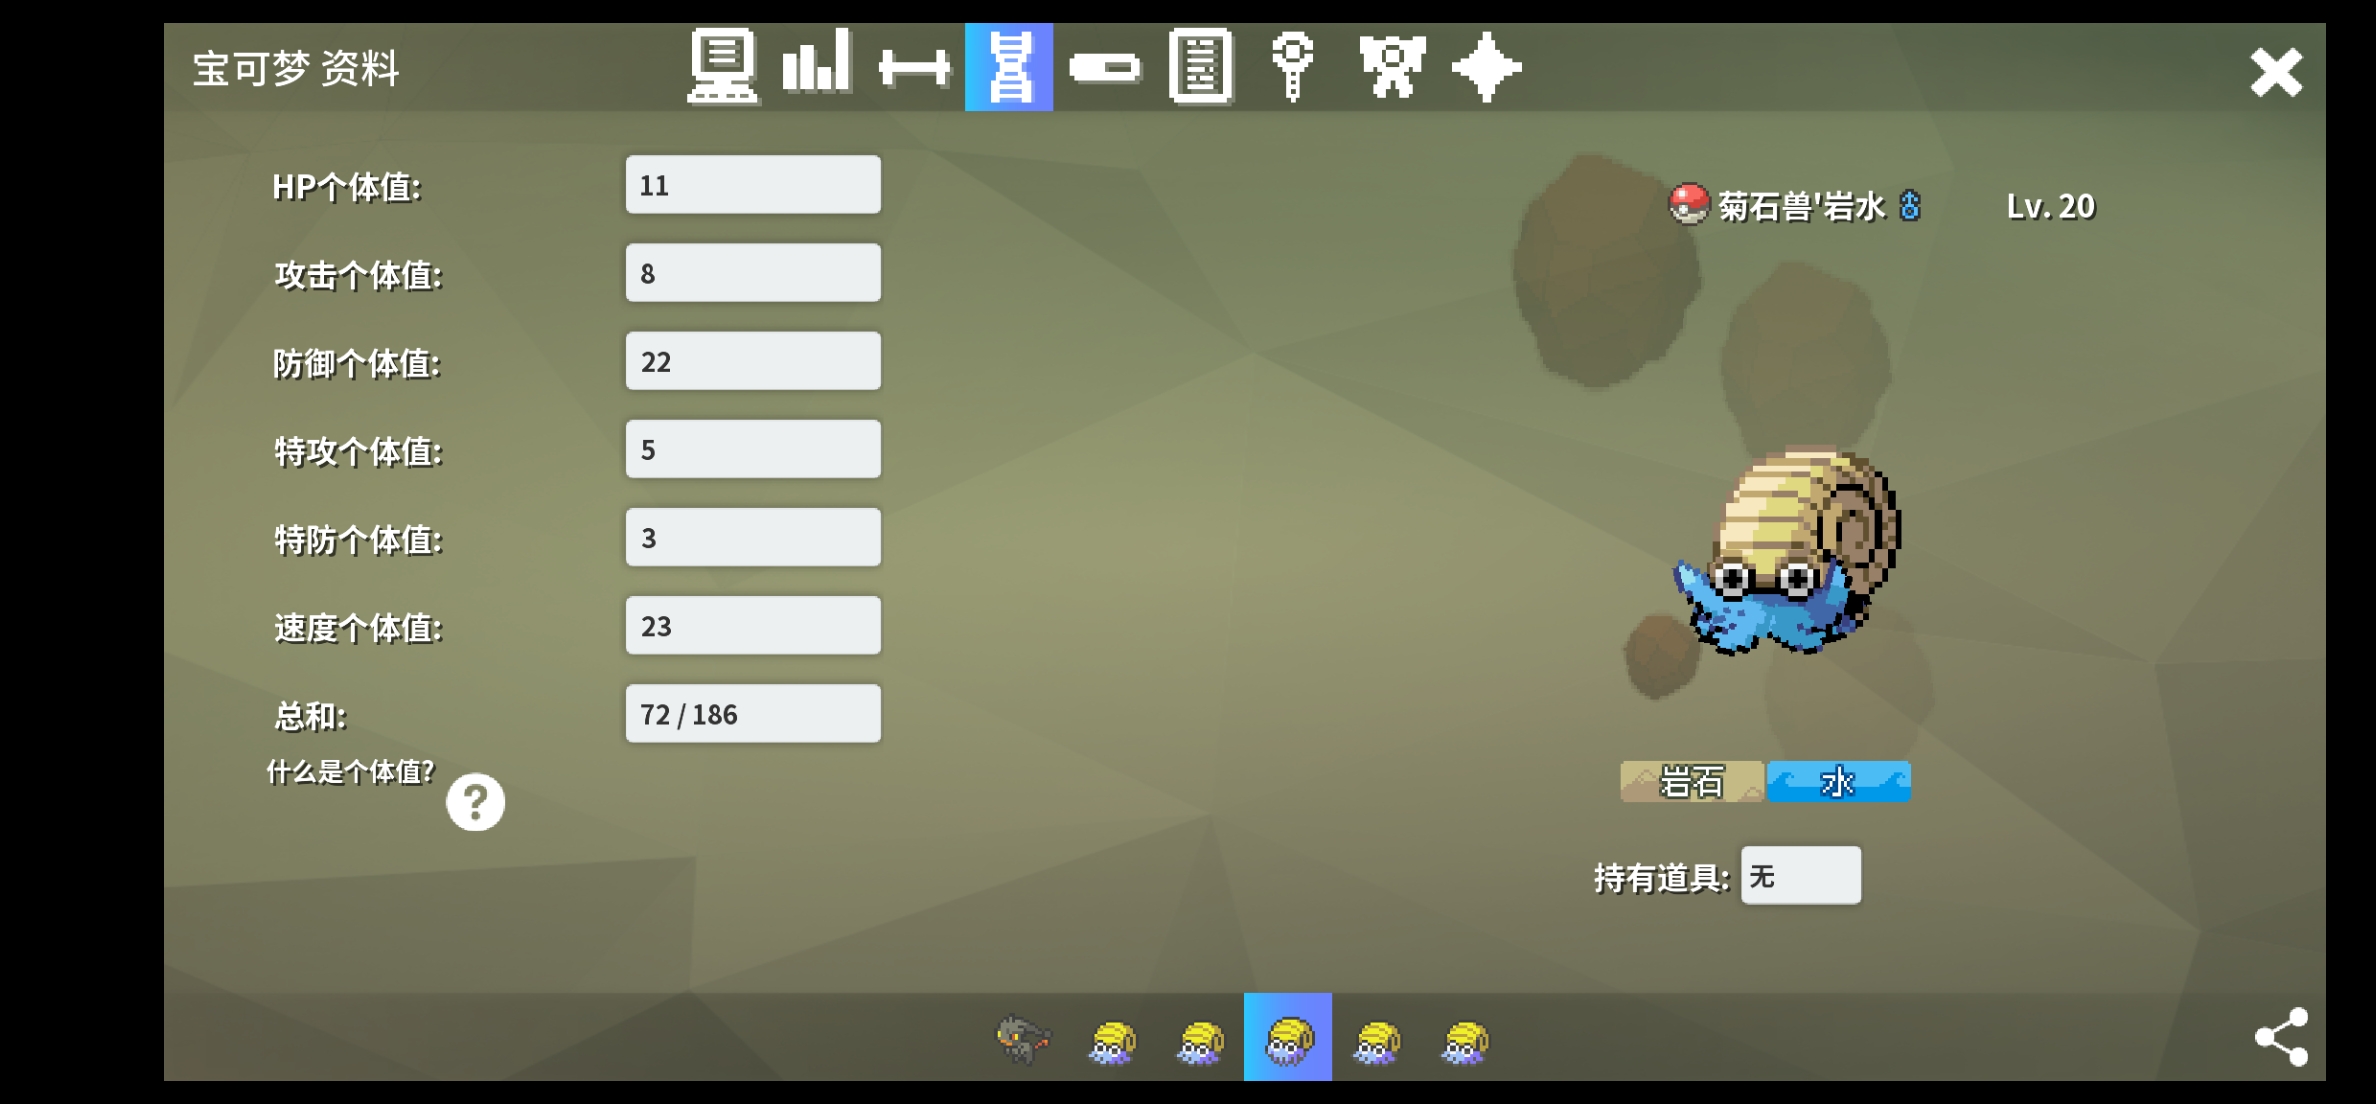 宝可梦 资料
HP个体值: 11
攻击个体值: 8
防御个体值: 22
特攻个体值: 5
特防个体值: 3
速度个体值: 23
总和: 72 / 186
什么是个体值?
?
菊石兽'岩水 Lv. 20
岩石 水
持有道具: 无